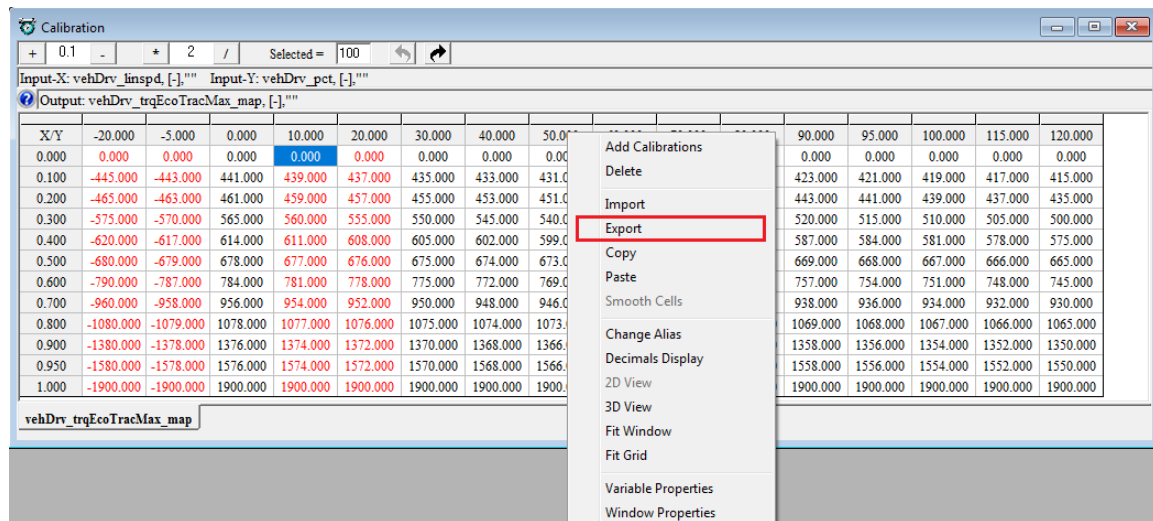 Calibration
+ 0.1 - * 2 / Selected = 100
Input-X: vehDrv_linspd, [-],"" Input-Y: vehDrv_pct, [-],""
Output: vehDrv_trqEcoTracMax_map, [-],""
X/Y -20.000 -5.000 0.000 10.000 20.000 30.000 40.000 90.000 95.000 100.000 115.000 120.000
0.000 0.000 0.000 0.000 0.000 0.000 0.000 0.000 0.000 0.000 0.000 0.000 0.000
0.100 -445.000 -443.000 441.000 439.000 437.000 435.000 433.000 431.0 423.000 421.000 419.000 417.000 415.000
0.200 -465.000 -463.000 461.000 459.000 457.000 455.000 453.000 451.0 443.000 441.000 439.000 437.000 435.000
0.300 -575.000 -570.000 565.000 560.000 555.000 550.000 545.000 540.0 520.000 515.000 510.000 505.000 500.000
0.400 -620.000 -617.000 614.000 611.000 608.000 605.000 602.000 599.0 587.000 584.000 581.000 578.000 575.000
0.500 -680.000 -679.000 678.000 677.000 676.000 675.000 674.000 673.0 669.000 668.000 667.000 666.000 665.000
0.600 -790.000 -787.000 784.000 781.000 778.000 775.000 772.000 769.0 757.000 754.000 751.000 748.000 745.000
0.700 -960.000 -958.000 956.000 954.000 952.000 950.000 948.000 946.0 938.000 936.000 934.000 932.000 930.000
0.800 -1080.000 -1079.000 1078.000 1077.000 1076.000 1075.000 1074.000 1073. 1069.000 1068.000 1067.000 1066.000 1065.000
0.900 -1380.000 -1378.000 1376.000 1374.000 1372.000 1370.000 1368.000 1366. 1358.000 1356.000 1354.000 1352.000 1350.000
0.950 -1580.000 -1578.000 1576.000 1574.000 1572.000 1570.000 1568.000 1566. 1558.000 1556.000 1554.000 1552.000 1550.000
1.000 -1900.000 -1900.000 1900.000 1900.000 1900.000 1900.000 1900.000 1900. 1900.000 1900.000 1900.000 1900.000 1900.000
vehDrv_trqEcoTracMax_map
Add Calibrations
Delete
Import
Export
Copy
Paste
Smooth Cells
Change Alias
Decimals Display
2D View
3D View
Fit Window
Fit Grid
Variable Properties
Window Properties